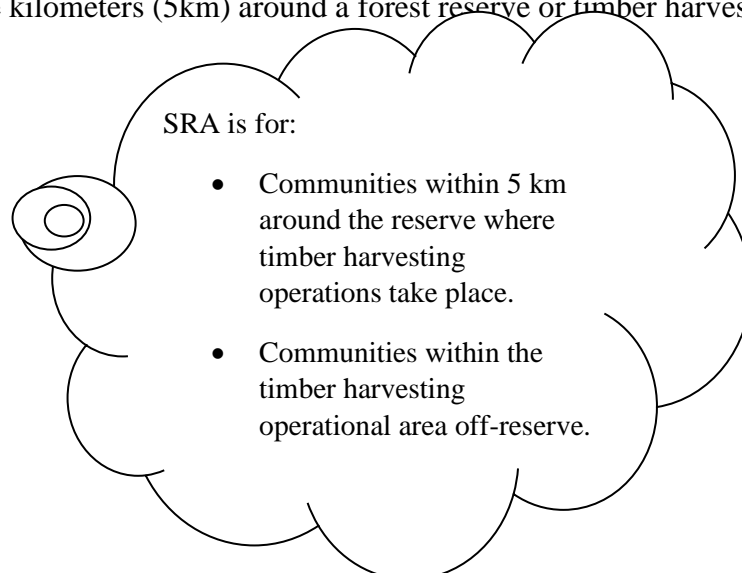 kilometers (5km) around a forest reserve or timber harves
SRA is for:
• Communities within 5 km
around the reserve where
timber harvesting
operations take place.
• Communities within the
timber harvesting
operational area off-reserve.